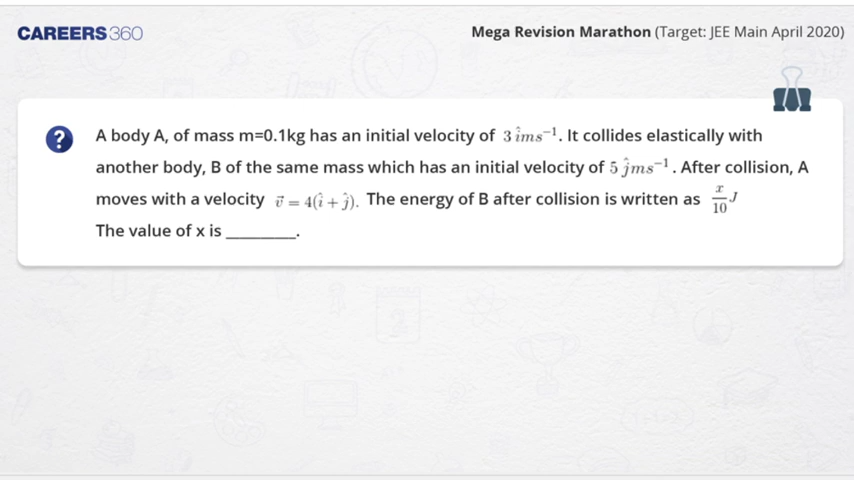 CAREERS360
Mega Revision Marathon (Target: JEE Main April 2020)
?
A body A, of mass m=0.1kg has an initial velocity of 3 îms⁻¹. It collides elastically with
another body, B of the same mass which has an initial velocity of 5 ĵms⁻¹. After collision, A
moves with a velocity v⃗ = 4(î + ĵ). The energy of B after collision is written as x/10 J
The value of x is ________.